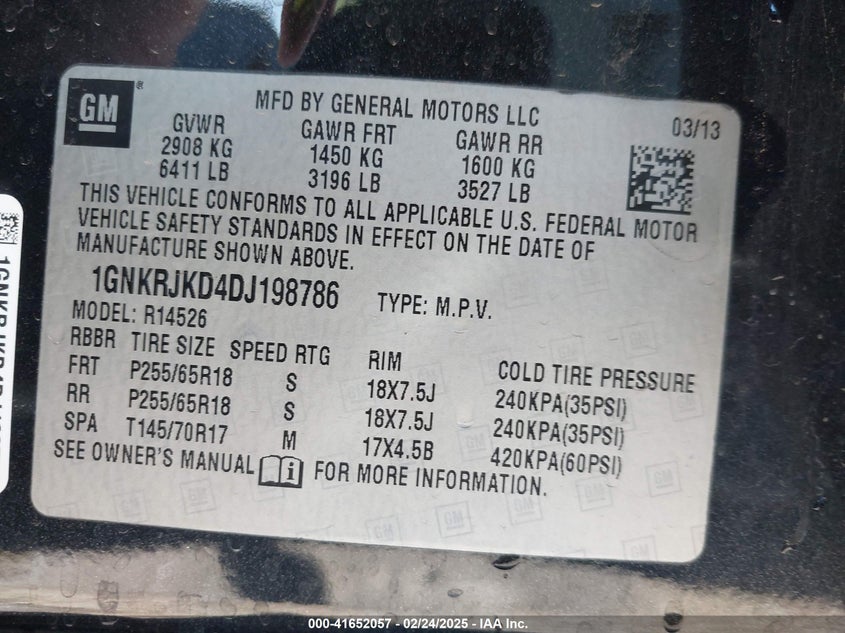 GM
MFD BY GENERAL MOTORS LLC
03/13
GVWR GAWR FRT GAWR RR
2908 KG 1450 KG 1600 KG
6411 LB 3196 LB 3527 LB
THIS VEHICLE CONFORMS TO ALL APPLICABLE U.S. FEDERAL MOTOR
VEHICLE SAFETY STANDARDS IN EFFECT ON THE DATE OF
MANUFACTURE SHOWN ABOVE.
1GNKRJKD4DJ198786 TYPE: M.P.V.
MODEL: R14526
RBBR TIRE SIZE SPEED RTG RIM COLD TIRE PRESSURE
FRT P255/65R18 S 18X7.5J 240KPA(35PSI)
RR P255/65R18 S 18X7.5J 240KPA(35PSI)
SPA T145/70R17 M 17X4.5B 420KPA(60PSI)
SEE OWNER'S MANUAL FOR MORE INFORMATION.
000-41652057 - 02/24/2025 - IAA Inc.